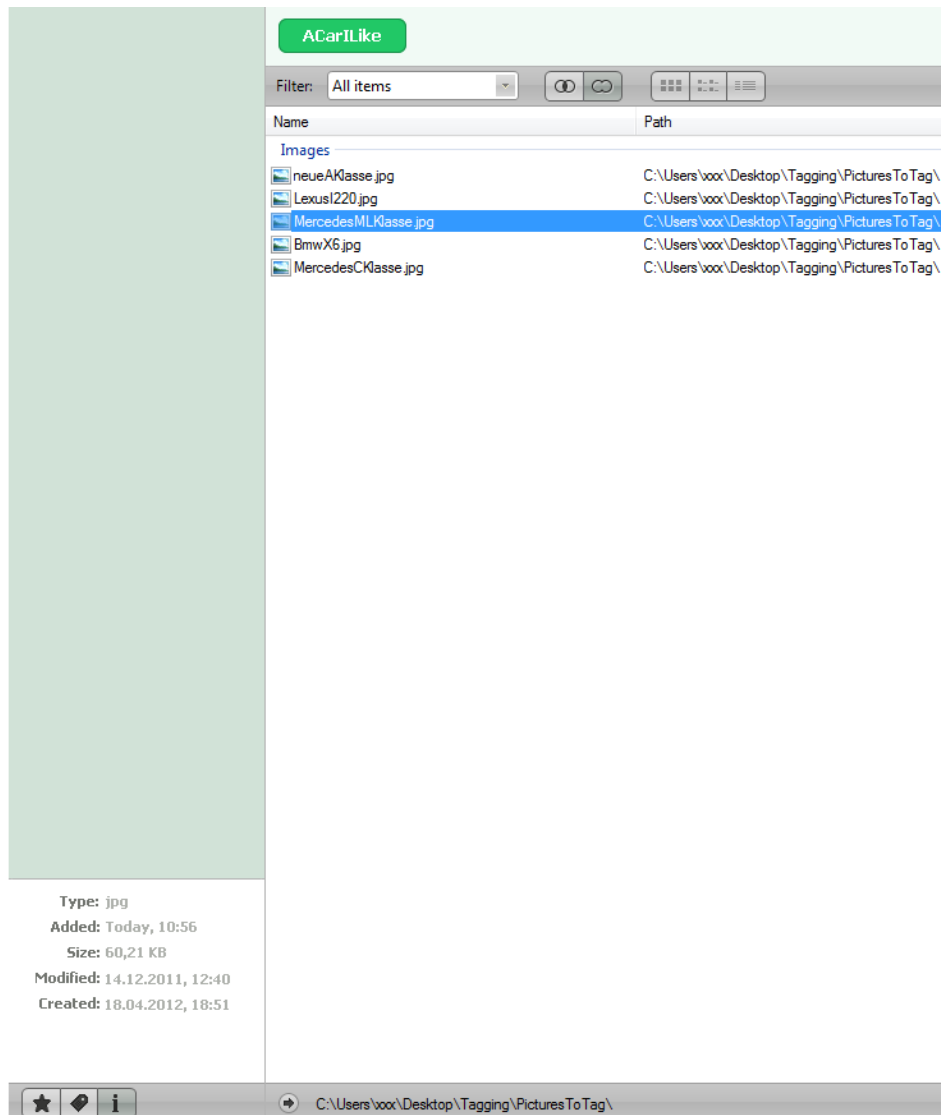 ACarILike
Filter: All items
Name Path
Images
neueAKlasse.jpg C:\Users\xxx\Desktop\Tagging\PicturesToTag\
LexusI220.jpg C:\Users\xxx\Desktop\Tagging\PicturesToTag\
MercedesMLKlasse.jpg C:\Users\xxx\Desktop\Tagging\PicturesToTag\
BmwX6.jpg C:\Users\xxx\Desktop\Tagging\PicturesToTag\
MercedesCKlasse.jpg C:\Users\xxx\Desktop\Tagging\PicturesToTag\
Type: jpg
Added: Today, 10:56
Size: 60,21 KB
Modified: 14.12.2011, 12:40
Created: 18.04.2012, 18:51
C:\Users\xxx\Desktop\Tagging\PicturesToTag\